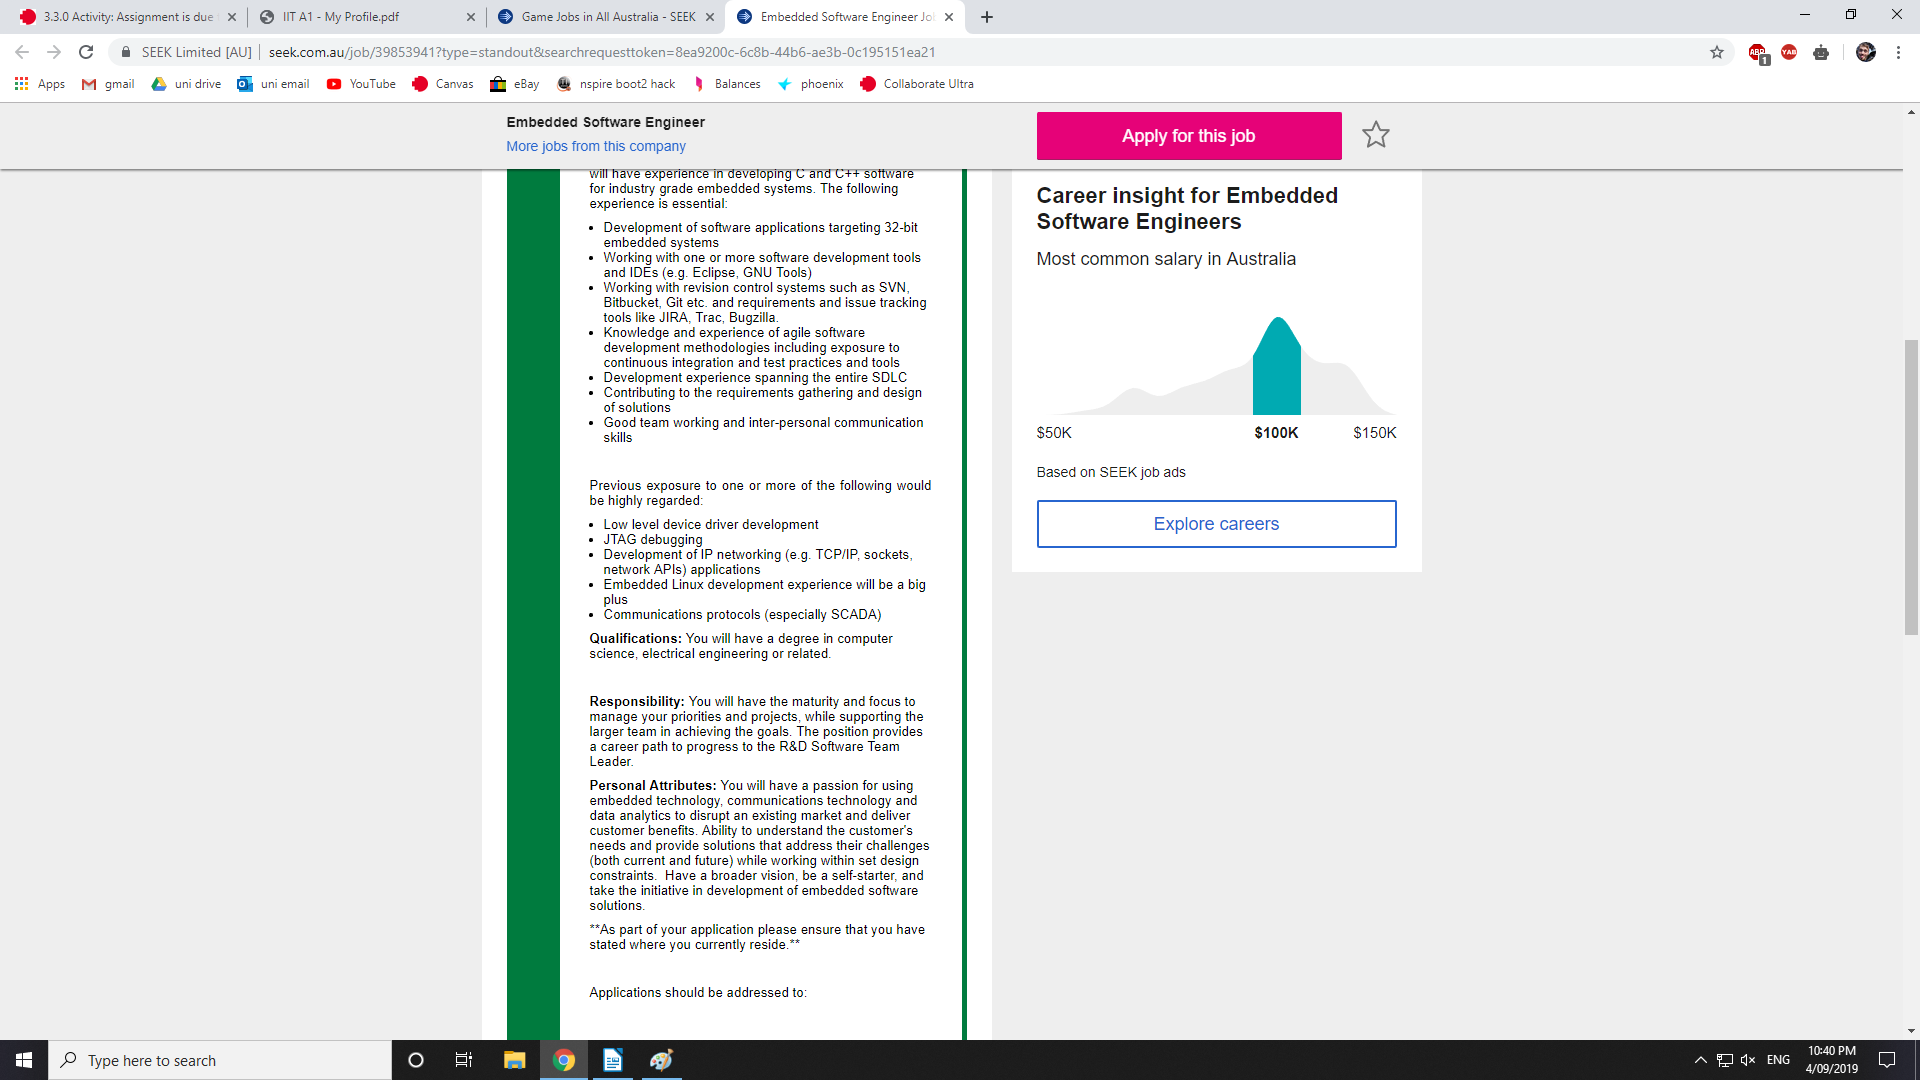 3.3.0 Activity: Assignment is due
IIT A1 - My Profile.pdf
Game Jobs in All Australia - SEEK
Embedded Software Engineer Jo
SEEK Limited [AU]
seek.com.au/job/39853941?type=standout&searchrequesttoken=8ea9200c-6c8b-44b6-ae3b-0c195151ea21
ABP
1
YAB
Apps
gmail
uni drive
uni email
YouTube
Canvas
eBay
nspire boot2 hack
Balances
phoenix
Collaborate Ultra
Embedded Software Engineer
More jobs from this company
Apply for this job
will have experience in developing C and C++ software
for industry grade embedded systems. The following
experience is essential:
• Development of software applications targeting 32-bit
embedded systems
• Working with one or more software development tools
and IDEs (e.g. Eclipse, GNU Tools)
• Working with revision control systems such as SVN,
Bitbucket, Git etc. and requirements and issue tracking
tools like JIRA, Trac, Bugzilla.
• Knowledge and experience of agile software
development methodologies including exposure to
continuous integration and test practices and tools
• Development experience spanning the entire SDLC
• Contributing to the requirements gathering and design
of solutions
• Good team working and inter-personal communication
skills
Previous exposure to one or more of the following would
be highly regarded:
• Low level device driver development
• JTAG debugging
• Development of IP networking (e.g. TCP/IP, sockets,
network APIs) applications
• Embedded Linux development experience will be a big
plus
• Communications protocols (especially SCADA)
Qualifications: You will have a degree in computer
science, electrical engineering or related.
Responsibility: You will have the maturity and focus to
manage your priorities and projects, while supporting the
larger team in achieving the goals. The position provides
a career path to progress to the R&D Software Team
Leader.
Personal Attributes: You will have a passion for using
embedded technology, communications technology and
data analytics to disrupt an existing market and deliver
customer benefits. Ability to understand the customer's
needs and provide solutions that address their challenges
(both current and future) while working within set design
constraints.  Have a broader vision, be a self-starter, and
take the initiative in development of embedded software
solutions.
**As part of your application please ensure that you have
stated where you currently reside.**
Applications should be addressed to:
Career insight for Embedded
Software Engineers
Most common salary in Australia
$50K
$100K
$150K
Based on SEEK job ads
Explore careers
Type here to search
ENG
10:40 PM
4/09/2019